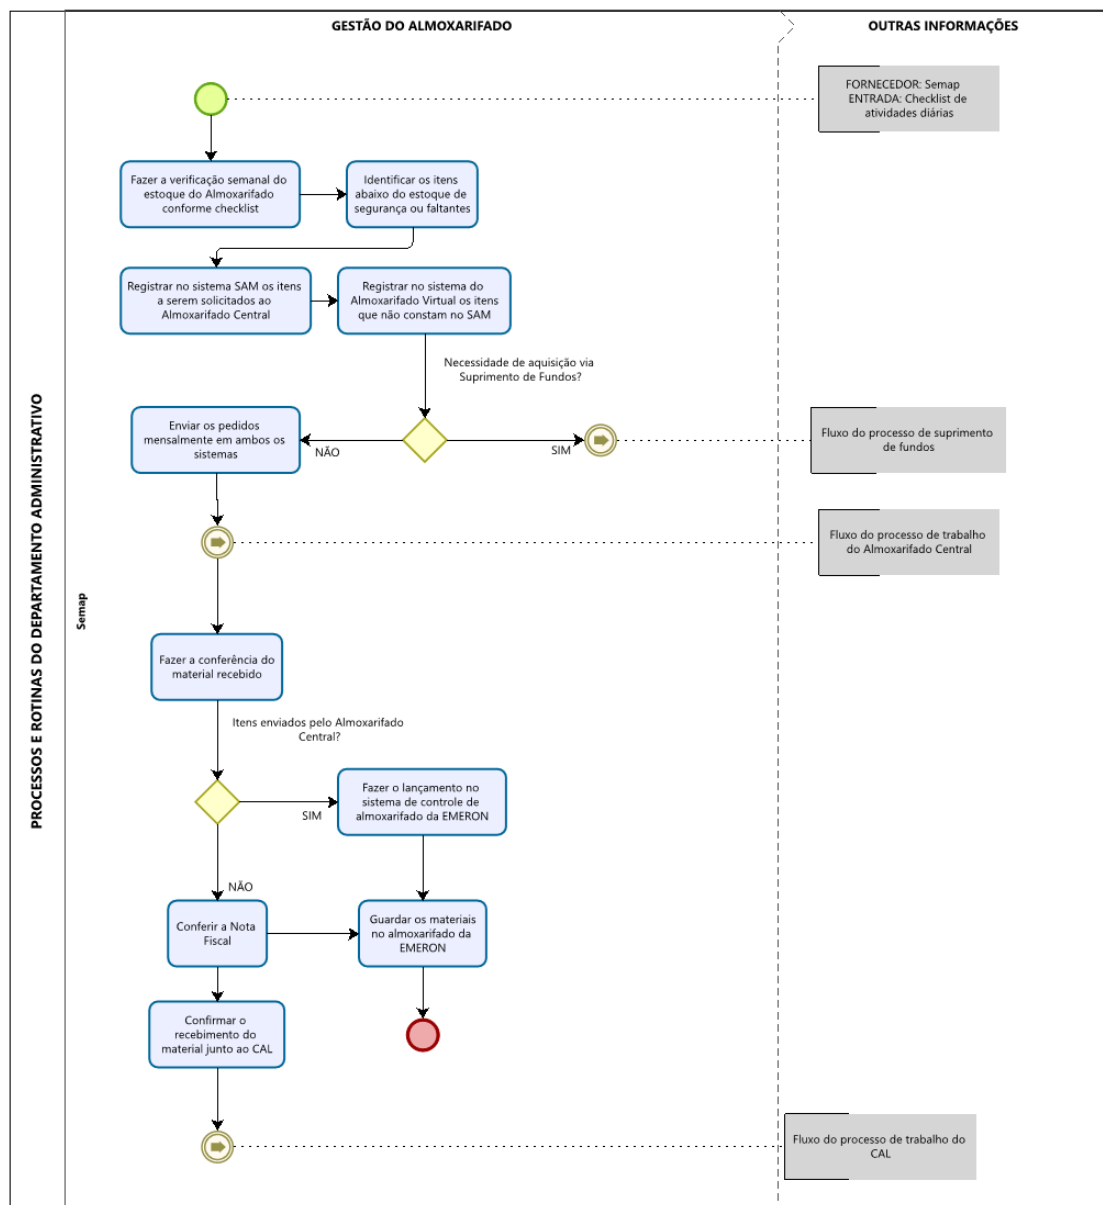 GESTÃO DO ALMOXARIFADO
OUTRAS INFORMAÇÕES
PROCESSOS E ROTINAS DO DEPARTAMENTO ADMINISTRATIVO
Semap
FORNECEDOR: Semap
ENTRADA: Checklist de
atividades diárias
Fazer a verificação semanal do
estoque do Almoxarifado
conforme checklist
Identificar os itens
abaixo do estoque de
segurança ou faltantes
Registrar no sistema SAM os itens
a serem solicitados ao
Almoxarifado Central
Registrar no sistema do
Almoxarifado Virtual os itens
que não constam no SAM
Necessidade de aquisição via
Suprimento de Fundos?
Enviar os pedidos
mensalmente em ambos os
sistemas
NÃO
SIM
Fluxo do processo de suprimento
de fundos
Fluxo do processo de trabalho
do Almoxarifado Central
Fazer a conferência do
material recebido
Itens enviados pelo Almoxarifado
Central?
SIM
Fazer o lançamento no
sistema de controle de
almoxarifado da EMERON
NÃO
Conferir a Nota
Fiscal
Guardar os materiais
no almoxarifado da
EMERON
Confirmar o
recebimento do
material junto ao CAL
Fluxo do processo de trabalho do
CAL